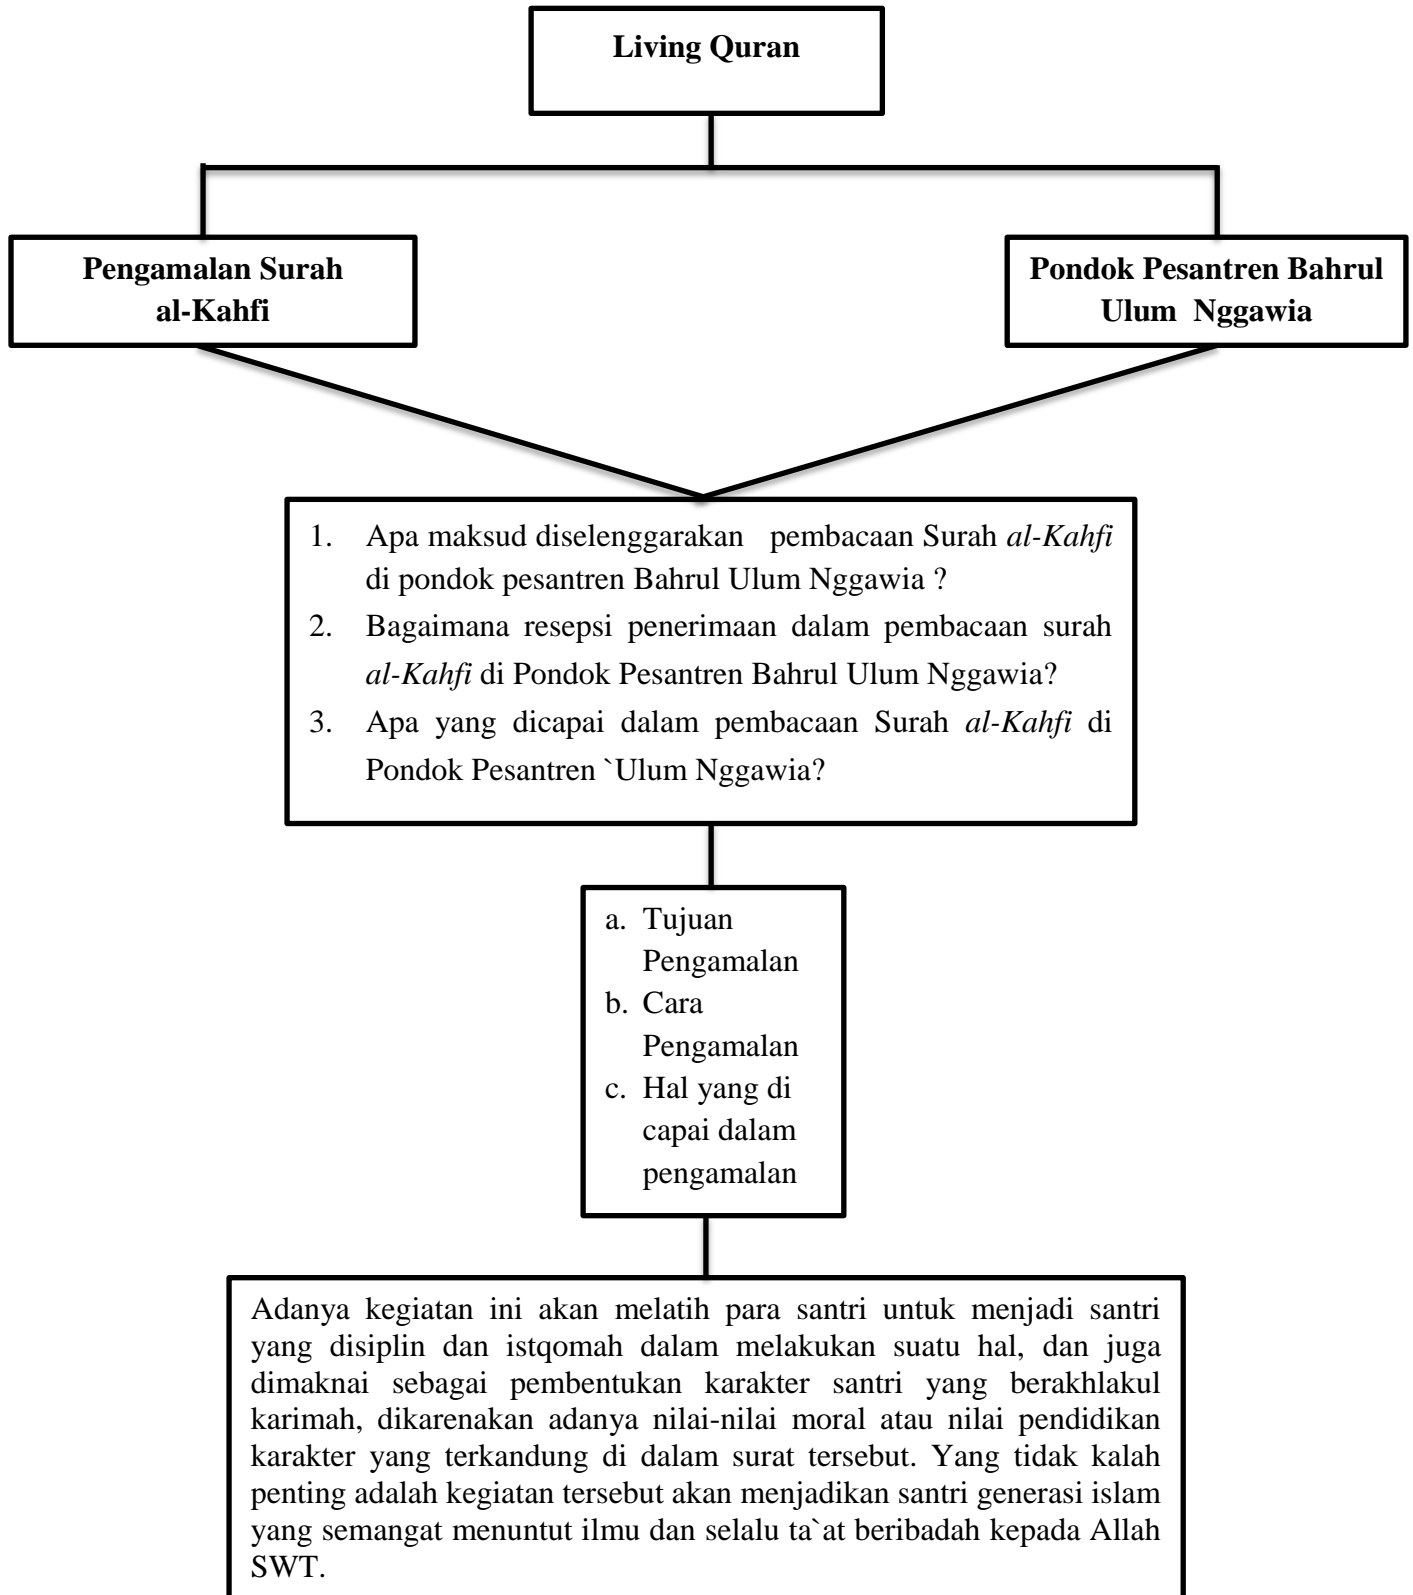 Living Quran
Pengamalan Surah
al-Kahfi
Pondok Pesantren Bahrul
Ulum Nggawia
1. Apa maksud diselenggarakan pembacaan Surah al-Kahfi
di pondok pesantren Bahrul Ulum Nggawia ?
2. Bagaimana resepsi penerimaan dalam pembacaan surah
al-Kahfi di Pondok Pesantren Bahrul Ulum Nggawia?
3. Apa yang dicapai dalam pembacaan Surah al-Kahfi di
Pondok Pesantren `Ulum Nggawia?
a. Tujuan
Pengamalan
b. Cara
Pengamalan
c. Hal yang di
capai dalam
pengamalan
Adanya kegiatan ini akan melatih para santri untuk menjadi santri
yang disiplin dan istqomah dalam melakukan suatu hal, dan juga
dimaknai sebagai pembentukan karakter santri yang berakhlakul
karimah, dikarenakan adanya nilai-nilai moral atau nilai pendidikan
karakter yang terkandung di dalam surat tersebut. Yang tidak kalah
penting adalah kegiatan tersebut akan menjadikan santri generasi islam
yang semangat menuntut ilmu dan selalu ta`at beribadah kepada Allah
SWT.